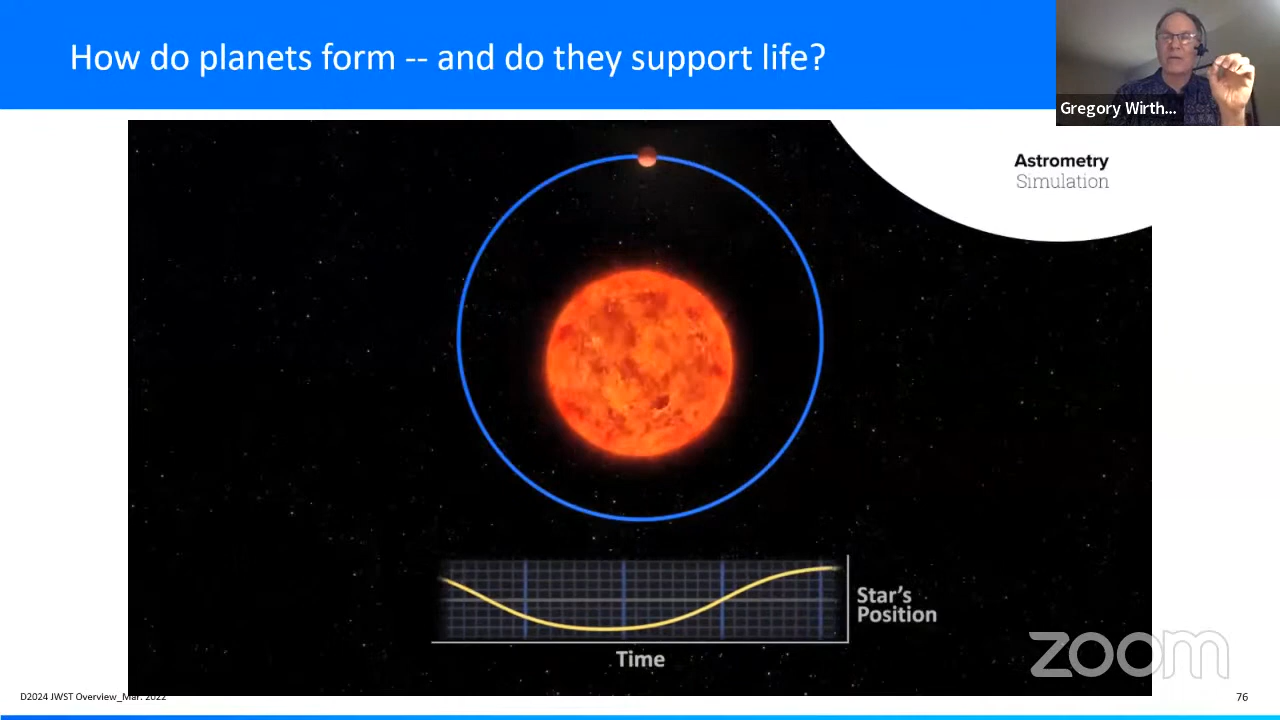 How do planets form -- and do they support life?
Gregory Wirth...
Astrometry
Simulation
Star's
Position
Time
zoom
D2024 JWST Overview_Mar. 2022
76